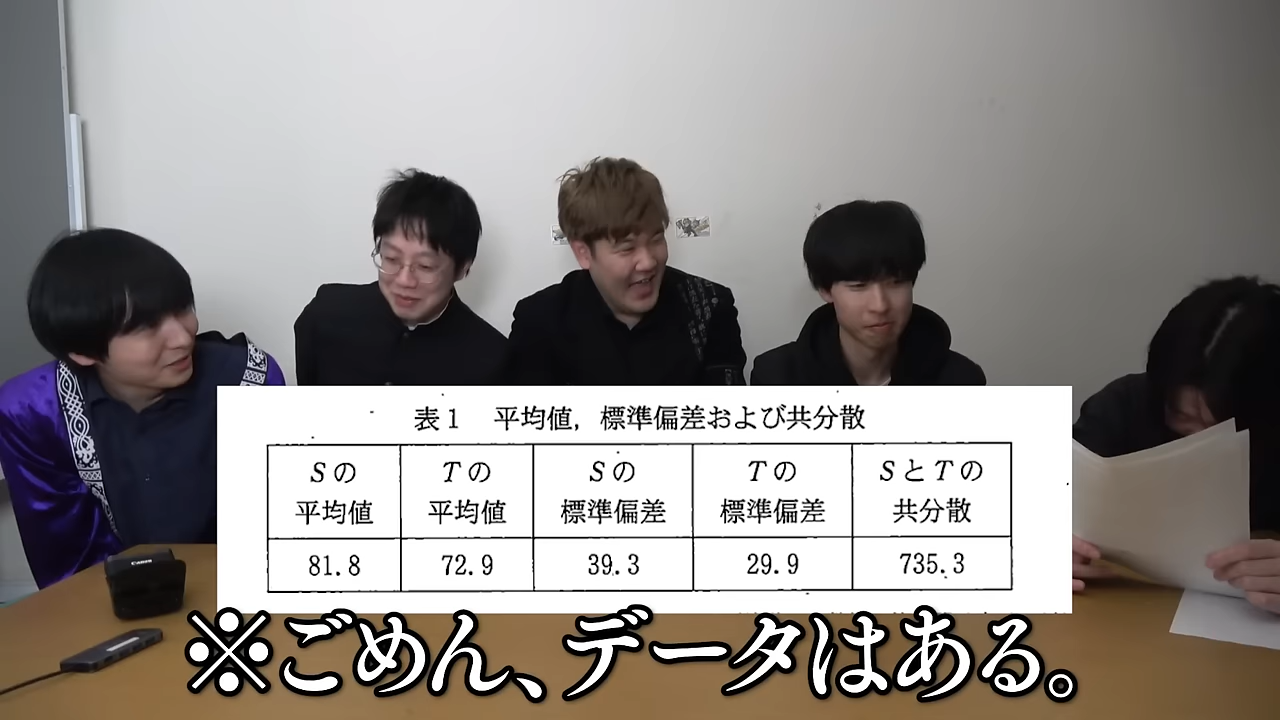 表1 平均値,標準偏差および共分散
Sの平均値
Tの平均値
Sの標準偏差
Tの標準偏差
SとTの共分散
81.8 72.9 39.3 29.9 735.3
Canon
※ごめん、データはある。